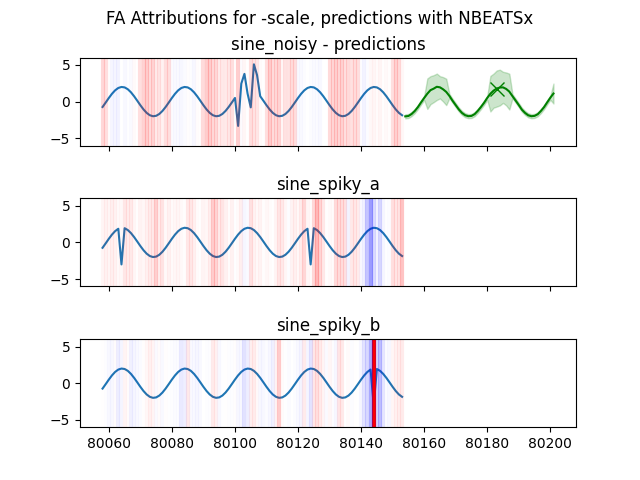 FA Attributions for -scale, predictions with NBEATSx
sine_noisy - predictions
5
0
−5
sine_spiky_a
5
0
−5
sine_spiky_b
5
0
−5
80060 80080 80100 80120 80140 80160 80180 80200